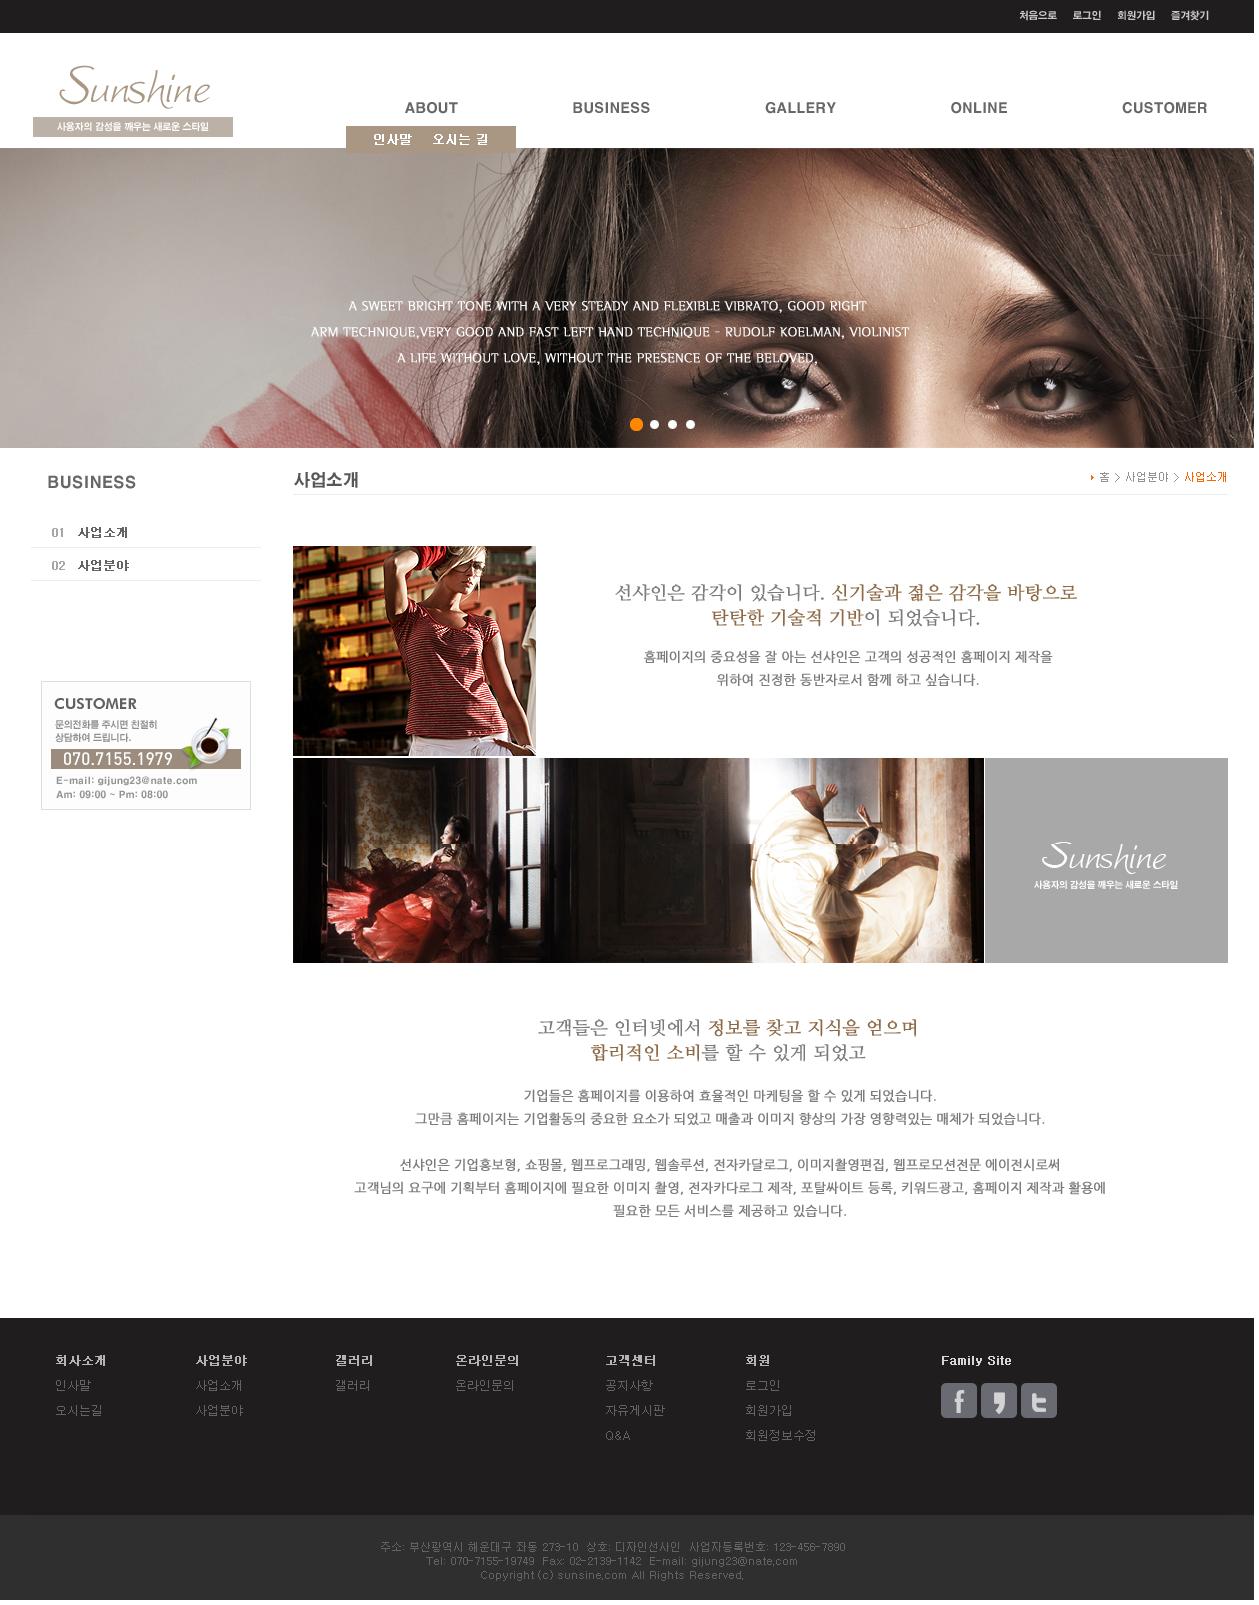 처음으로 로그인 회원가입 즐겨찾기
Sunshine
사용자의 감성을 깨우는 새로운 스타일
ABOUT BUSINESS GALLERY ONLINE CUSTOMER
인사말 오시는 길
A SWEET BRIGHT TONE WITH A VERY STEADY AND FLEXIBLE VIBRATO, GOOD RIGHT
ARM TECHNIQUE,VERY GOOD AND FAST LEFT HAND TECHNIQUE - RUDOLF KOELMAN, VIOLINIST
A LIFE WITHOUT LOVE, WITHOUT THE PRESENCE OF THE BELOVED,
BUSINESS
01 사업소개
02 사업분야
CUSTOMER
문의전화를 주시면 친절히
상담하여 드립니다.
070.7155.1979
E-mail: gijung23@nate.com
Am: 09:00 ~ Pm: 08:00
사업소개
홈 > 사업분야 > 사업소개
선샤인은 감각이 있습니다. 신기술과 젊은 감각을 바탕으로
탄탄한 기술적 기반이 되었습니다.
홈페이지의 중요성을 잘 아는 선샤인은 고객의 성공적인 홈페이지 제작을
위하여 진정한 동반자로서 함께 하고 싶습니다.
Sunshine
사용자의 감성을 깨우는 새로운 스타일
고객들은 인터넷에서 정보를 찾고 지식을 얻으며
합리적인 소비를 할 수 있게 되었고
기업들은 홈페이지를 이용하여 효율적인 마케팅을 할 수 있게 되었습니다.
그만큼 홈페이지는 기업활동의 중요한 요소가 되었고 매출과 이미지 향상의 가장 영향력있는 매체가 되었습니다.
선샤인은 기업홍보형, 쇼핑몰, 웹프로그래밍, 웹솔루션, 전자카달로그, 이미지촬영편집, 웹프로모션전문 에이전시로써
고객님의 요구에 기획부터 홈페이지에 필요한 이미지 촬영, 전자카다로그 제작, 포탈싸이트 등록, 키워드광고, 홈페이지 제작과 활용에
필요한 모든 서비스를 제공하고 있습니다.
회사소개 사업분야 갤러리 온라인문의 고객센터 회원 Family Site
인사말 사업소개 갤러리 온라인문의 공지사항 로그인
오시는길 사업분야 자유게시판 회원가입
Q&A 회원정보수정
주소: 부산광역시 해운대구 좌동 273-10 상호: 디자인선샤인 사업자등록번호: 123-456-7890
Tel: 070-7155-19749 Fax: 02-2139-1142 E-mail: gijung23@nate.com
Copyright (c) sunsine.com All Rights Reserved.